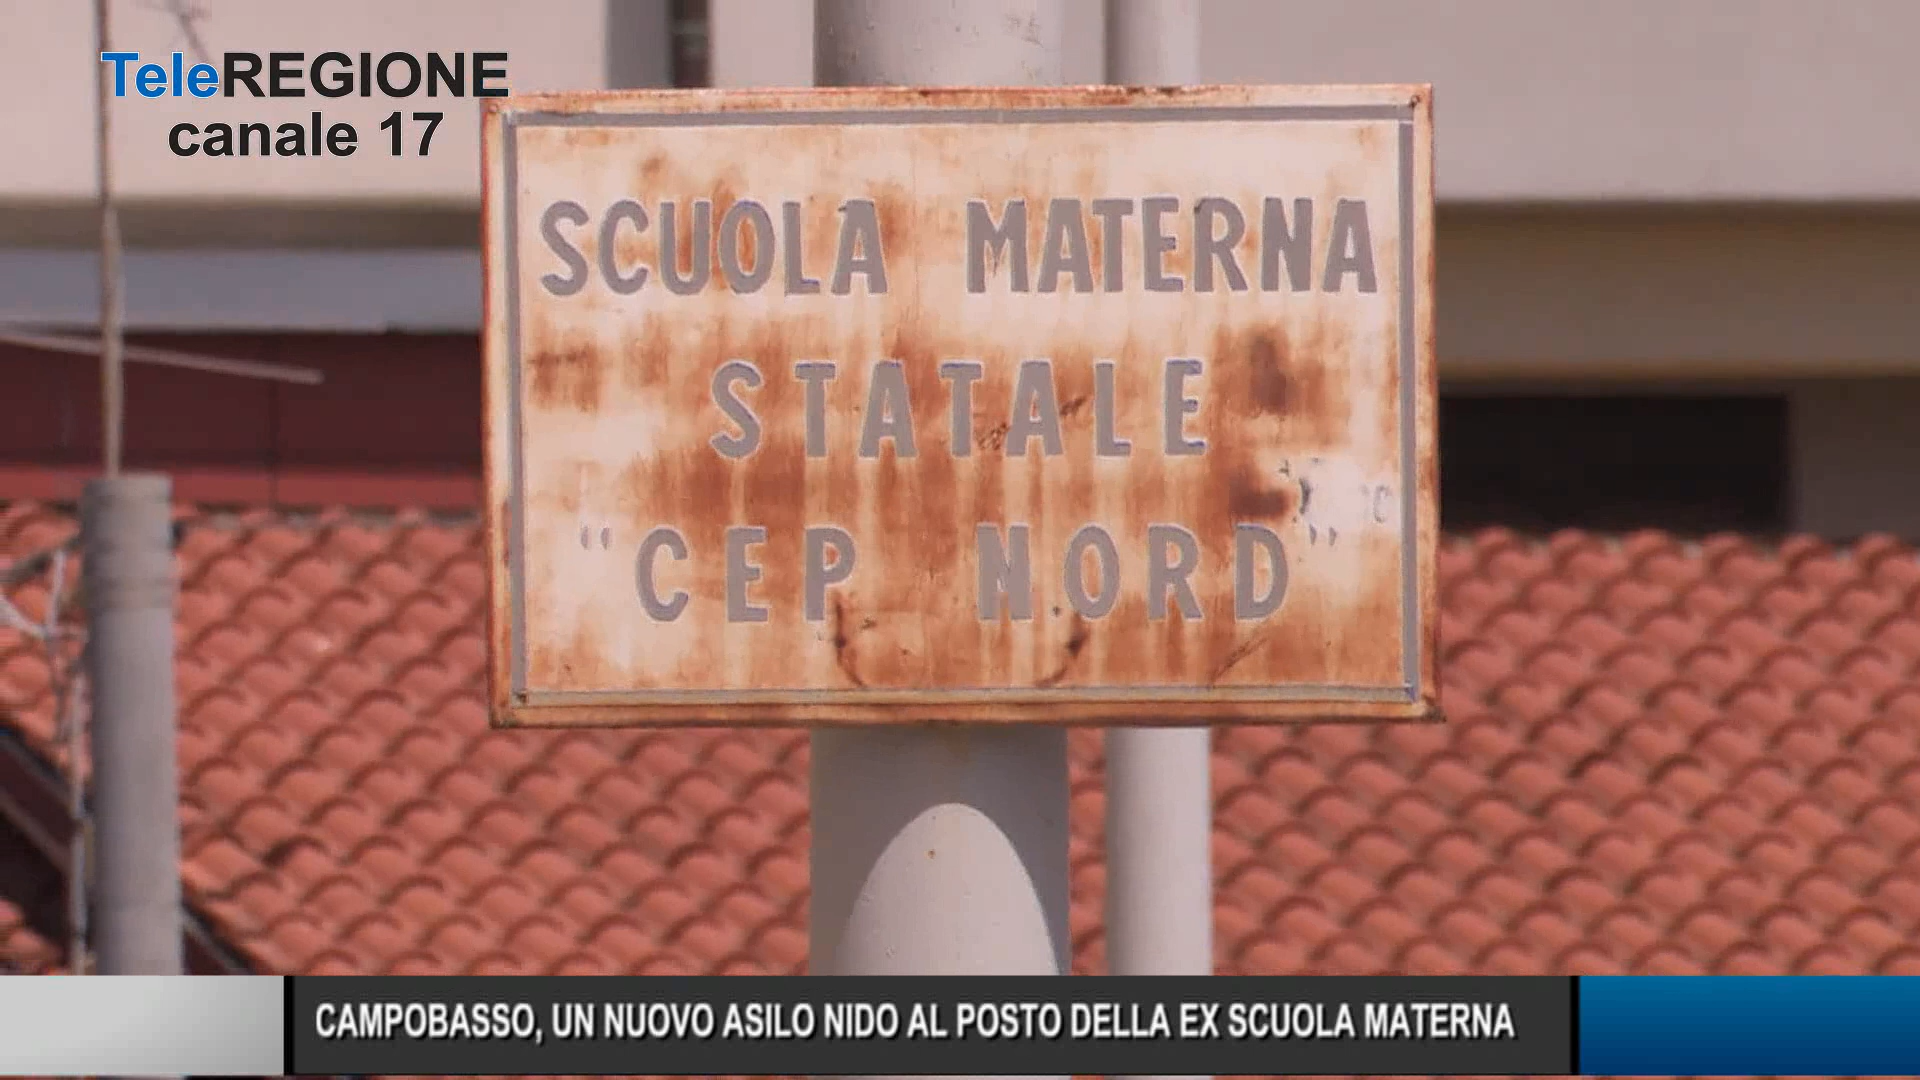 TeleREGIONE
canale 17
SCUOLA MATERNA
STATALE
"CEP NORD"
CAMPOBASSO, UN NUOVO ASILO NIDO AL POSTO DELLA EX SCUOLA MATERNA